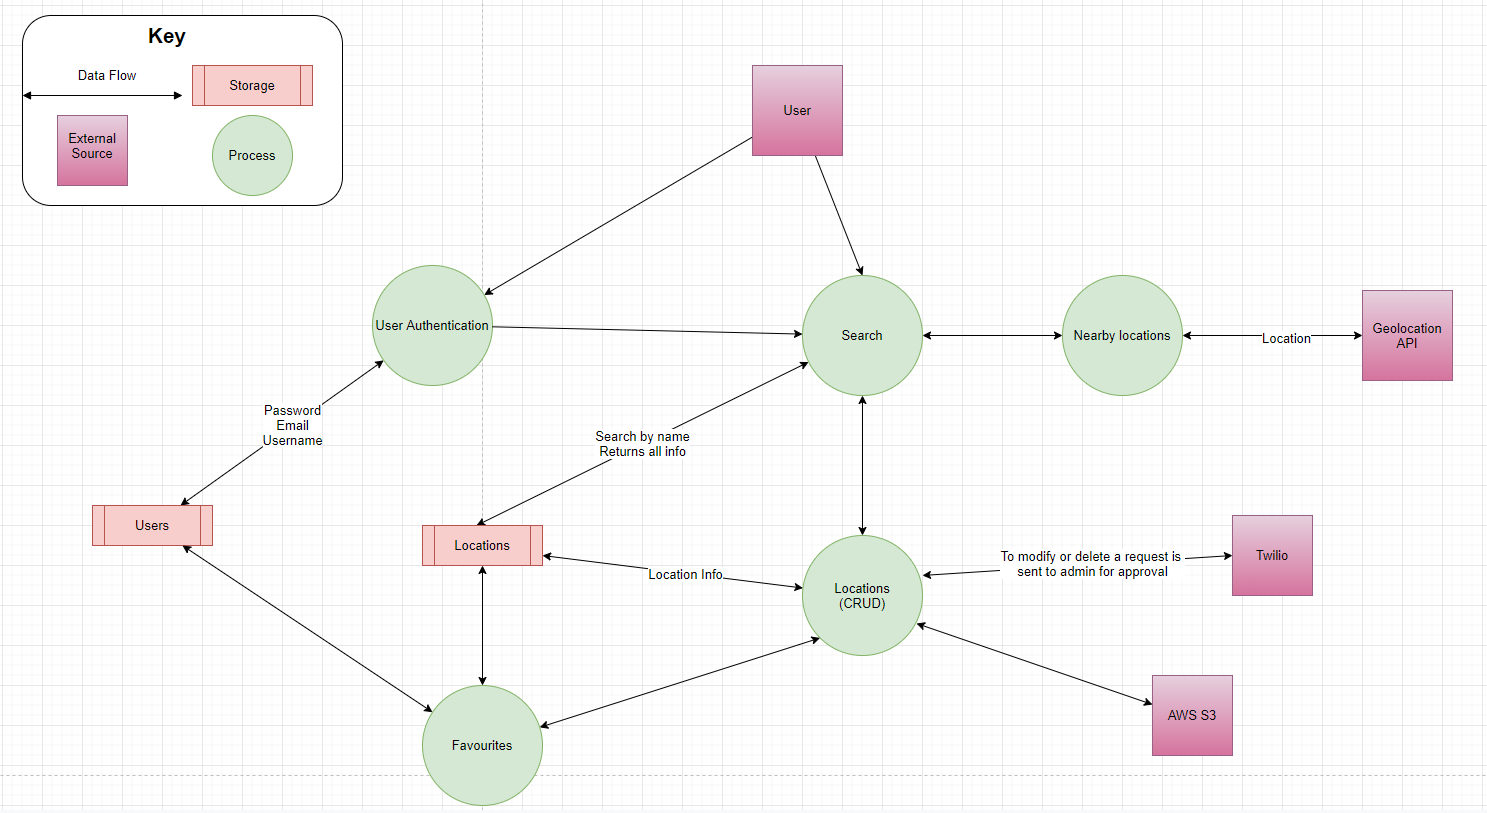 Key
Data Flow
Storage
External
Source
Process
User
User Authentication
Search
Nearby locations
Location
Geolocation
API
Password
Email
Username
Search by name
Returns all info
Users
Locations
Location Info
Locations
(CRUD)
To modify or delete a request is
sent to admin for approval
Twilio
AWS S3
Favourites